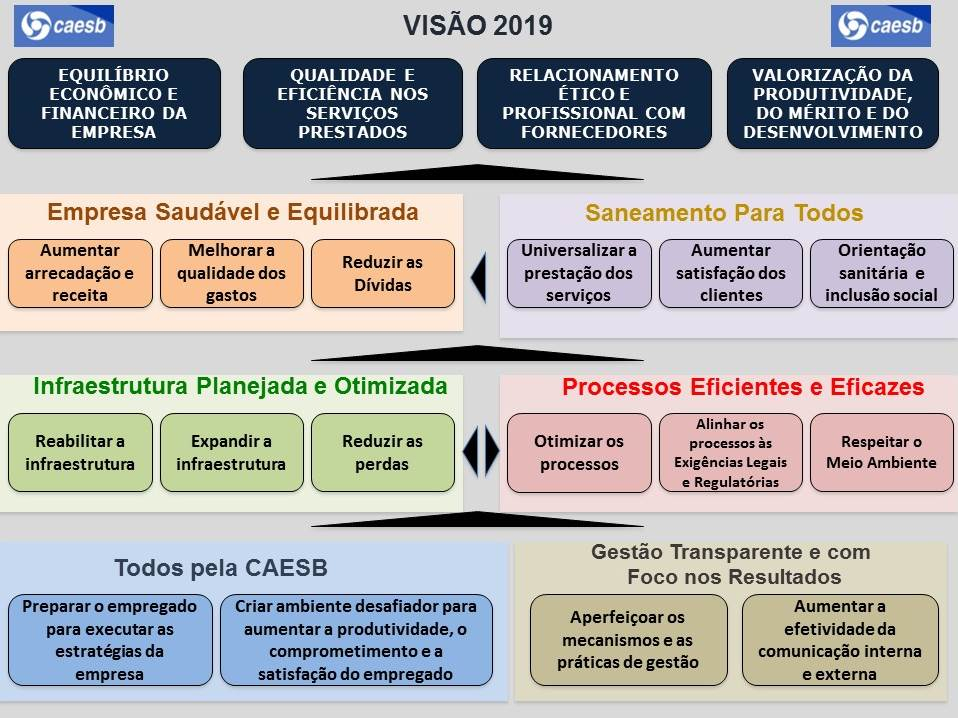 caesb
VISÃO 2019
caesb
EQUILÍBRIO
ECONÔMICO E
FINANCEIRO DA
EMPRESA
QUALIDADE E
EFICIÊNCIA NOS
SERVIÇOS
PRESTADOS
RELACIONAMENTO
ÉTICO E
PROFISSIONAL COM
FORNECEDORES
VALORIZAÇÃO DA
PRODUTIVIDADE,
DO MÉRITO E DO
DESENVOLVIMENTO
Empresa Saudável e Equilibrada
Aumentar
arrecadação e
receita
Melhorar a
qualidade dos
gastos
Reduzir as
Dívidas
Saneamento Para Todos
Universalizar a
prestação dos
serviços
Aumentar
satisfação dos
clientes
Orientação
sanitária e
inclusão social
Infraestrutura Planejada e Otimizada
Reabilitar a
infraestrutura
Expandir a
infraestrutura
Reduzir as
perdas
Processos Eficientes e Eficazes
Otimizar os
processos
Alinhar os
processos às
Exigências Legais
e Regulatórias
Respeitar o
Meio Ambiente
Todos pela CAESB
Preparar o empregado
para executar as
estratégias da
empresa
Criar ambiente desafiador para
aumentar a produtividade, o
comprometimento e a
satisfação do empregado
Gestão Transparente e com
Foco nos Resultados
Aperfeiçoar os
mecanismos e as
práticas de gestão
Aumentar a
efetividade da
comunicação interna
e externa